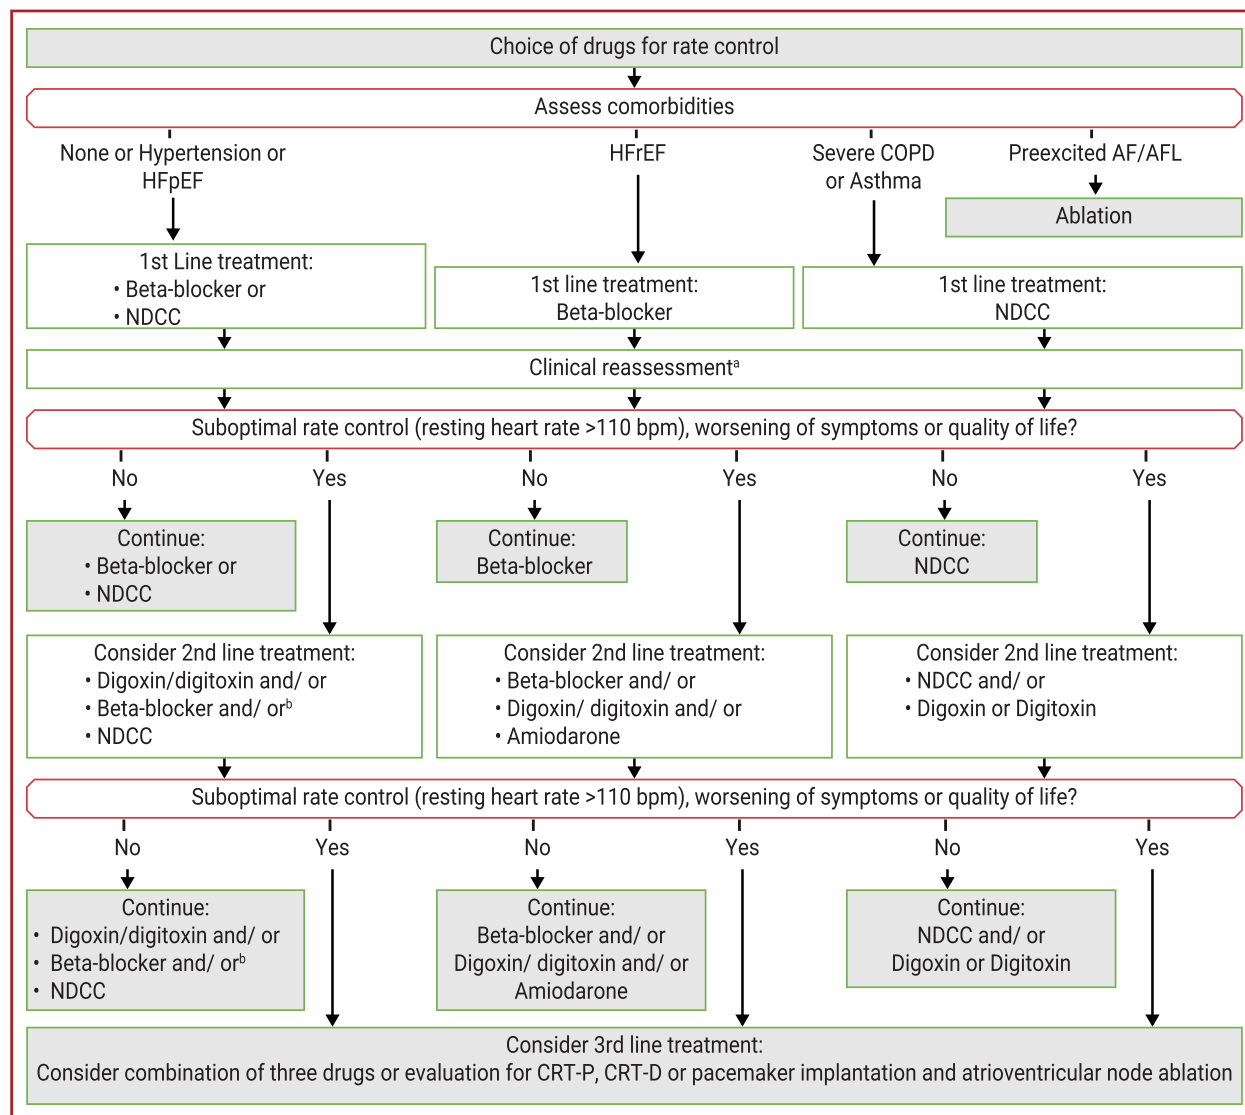 Choice of drugs for rate control
Assess comorbidities
None or Hypertension or
HFpEF
HFrEF
Severe COPD
or Asthma
Preexcited AF/AFL
Ablation
1st Line treatment:
• Beta-blocker or
• NDCC
1st line treatment:
Beta-blocker
1st line treatment:
NDCC
Clinical reassessmentᵃ
Suboptimal rate control (resting heart rate >110 bpm), worsening of symptoms or quality of life?
No
Yes
No
Yes
No
Yes
Continue:
• Beta-blocker or
• NDCC
Continue:
Beta-blocker
Continue:
NDCC
Consider 2nd line treatment:
• Digoxin/digitoxin and/ or
• Beta-blocker and/ orᵇ
• NDCC
Consider 2nd line treatment:
• Beta-blocker and/ or
• Digoxin/ digitoxin and/ or
• Amiodarone
Consider 2nd line treatment:
• NDCC and/ or
• Digoxin or Digitoxin
Suboptimal rate control (resting heart rate >110 bpm), worsening of symptoms or quality of life?
No
Yes
No
Yes
No
Yes
Continue:
• Digoxin/digitoxin and/ or
• Beta-blocker and/ orᵇ
• NDCC
Continue:
Beta-blocker and/ or
Digoxin/ digitoxin and/ or
Amiodarone
Continue:
NDCC and/ or
Digoxin or Digitoxin
Consider 3rd line treatment:
Consider combination of three drugs or evaluation for CRT-P, CRT-D or pacemaker implantation and atrioventricular node ablation